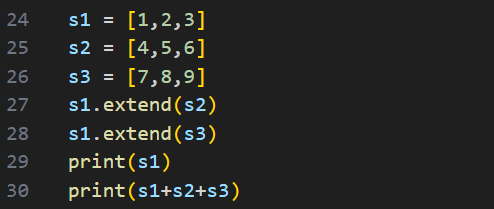 24 s1 = [1,2,3]
25 s2 = [4,5,6]
26 s3 = [7,8,9]
27 s1.extend(s2)
28 s1.extend(s3)
29 print(s1)
30 print(s1+s2+s3)